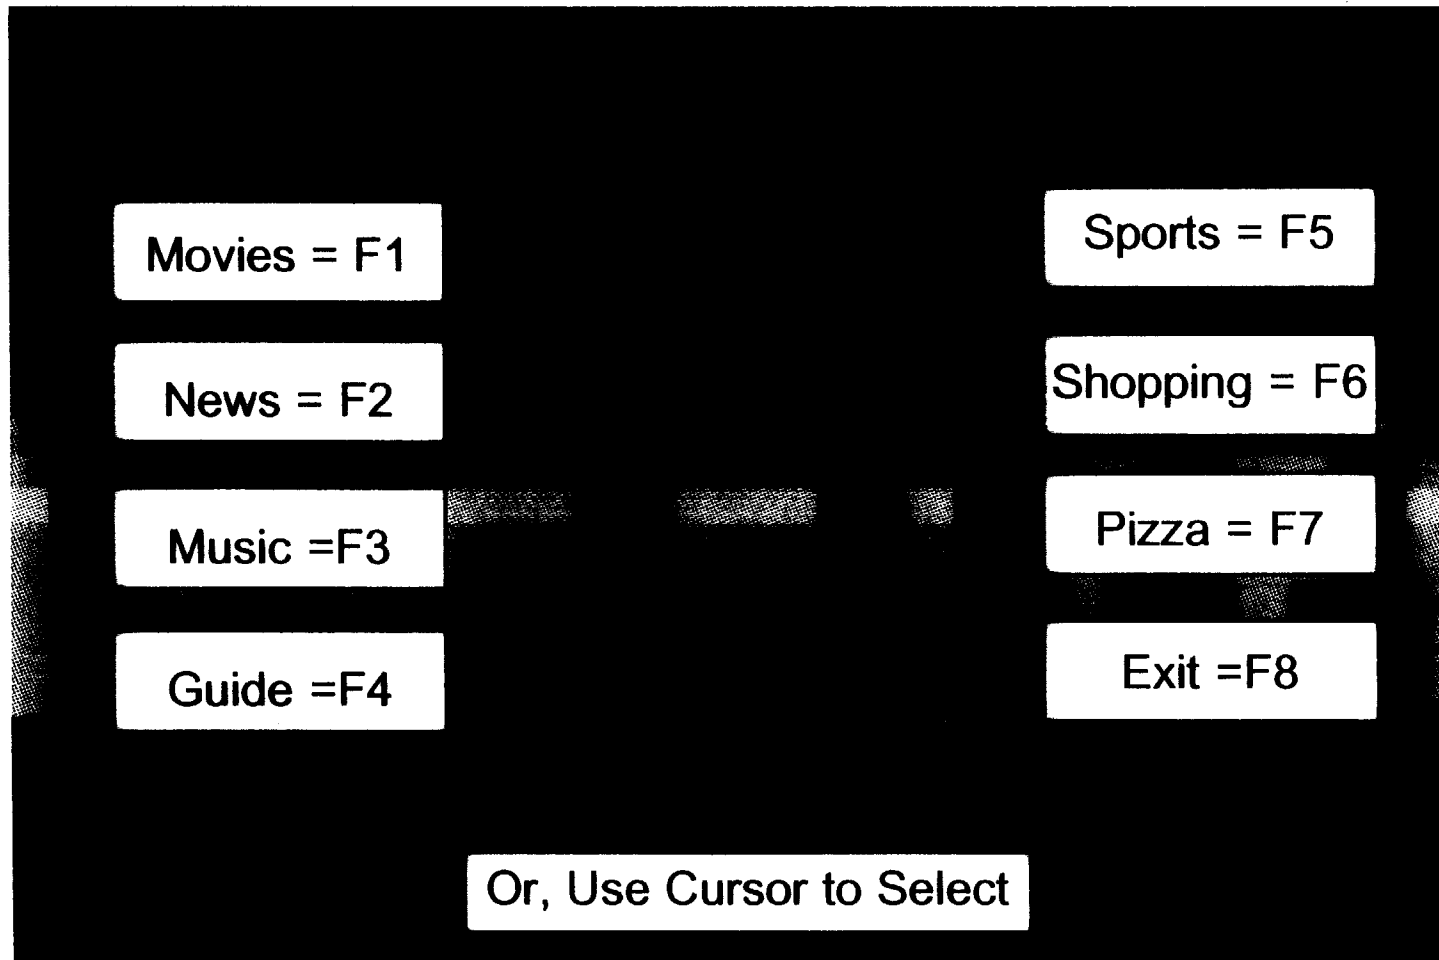 Movies = F1
News = F2
Music =F3
Guide =F4
Sports = F5
Shopping = F6
Pizza = F7
Exit =F8
Or, Use Cursor to Select